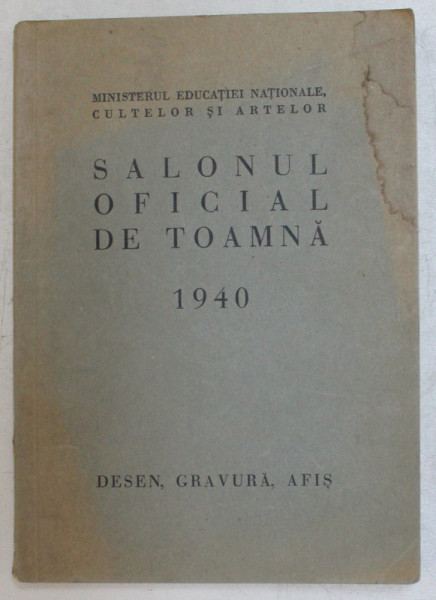 MINISTERUL EDUCAȚIEI NAȚIONALE,
CULTELOR ȘI ARTELOR
SALONUL
OFICIAL
DE TOAMNĂ
1940
DESEN, GRAVURĂ, AFIȘ